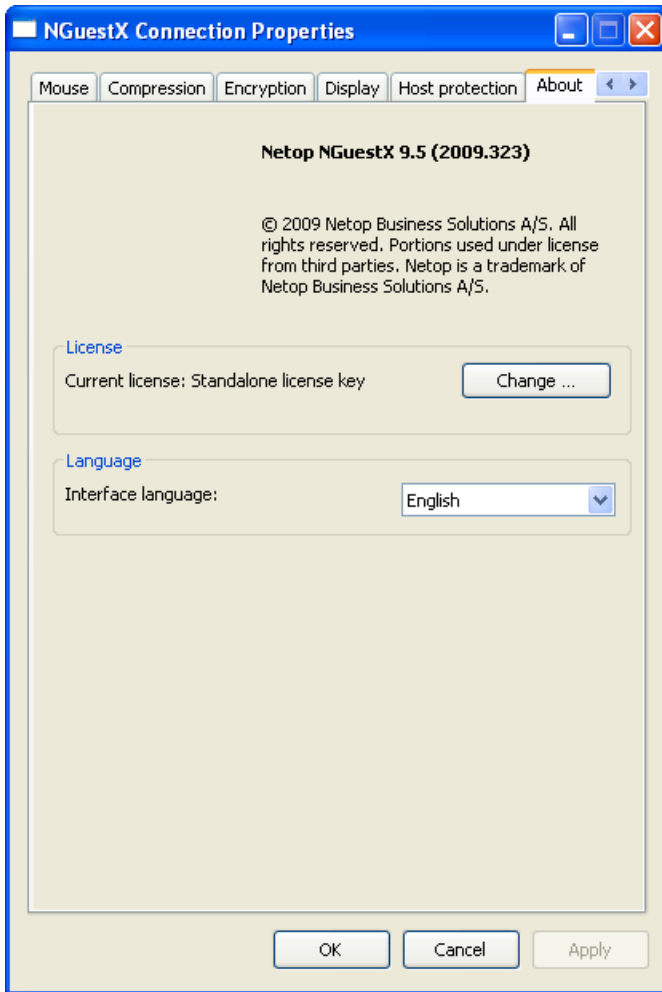 NGuestX Connection Properties
Mouse Compression Encryption Display Host protection About
Netop NGuestX 9.5 (2009.323)
© 2009 Netop Business Solutions A/S. All
rights reserved. Portions used under license
from third parties. Netop is a trademark of
Netop Business Solutions A/S.
License
Current license: Standalone license key Change ...
Language
Interface language: English
OK Cancel Apply